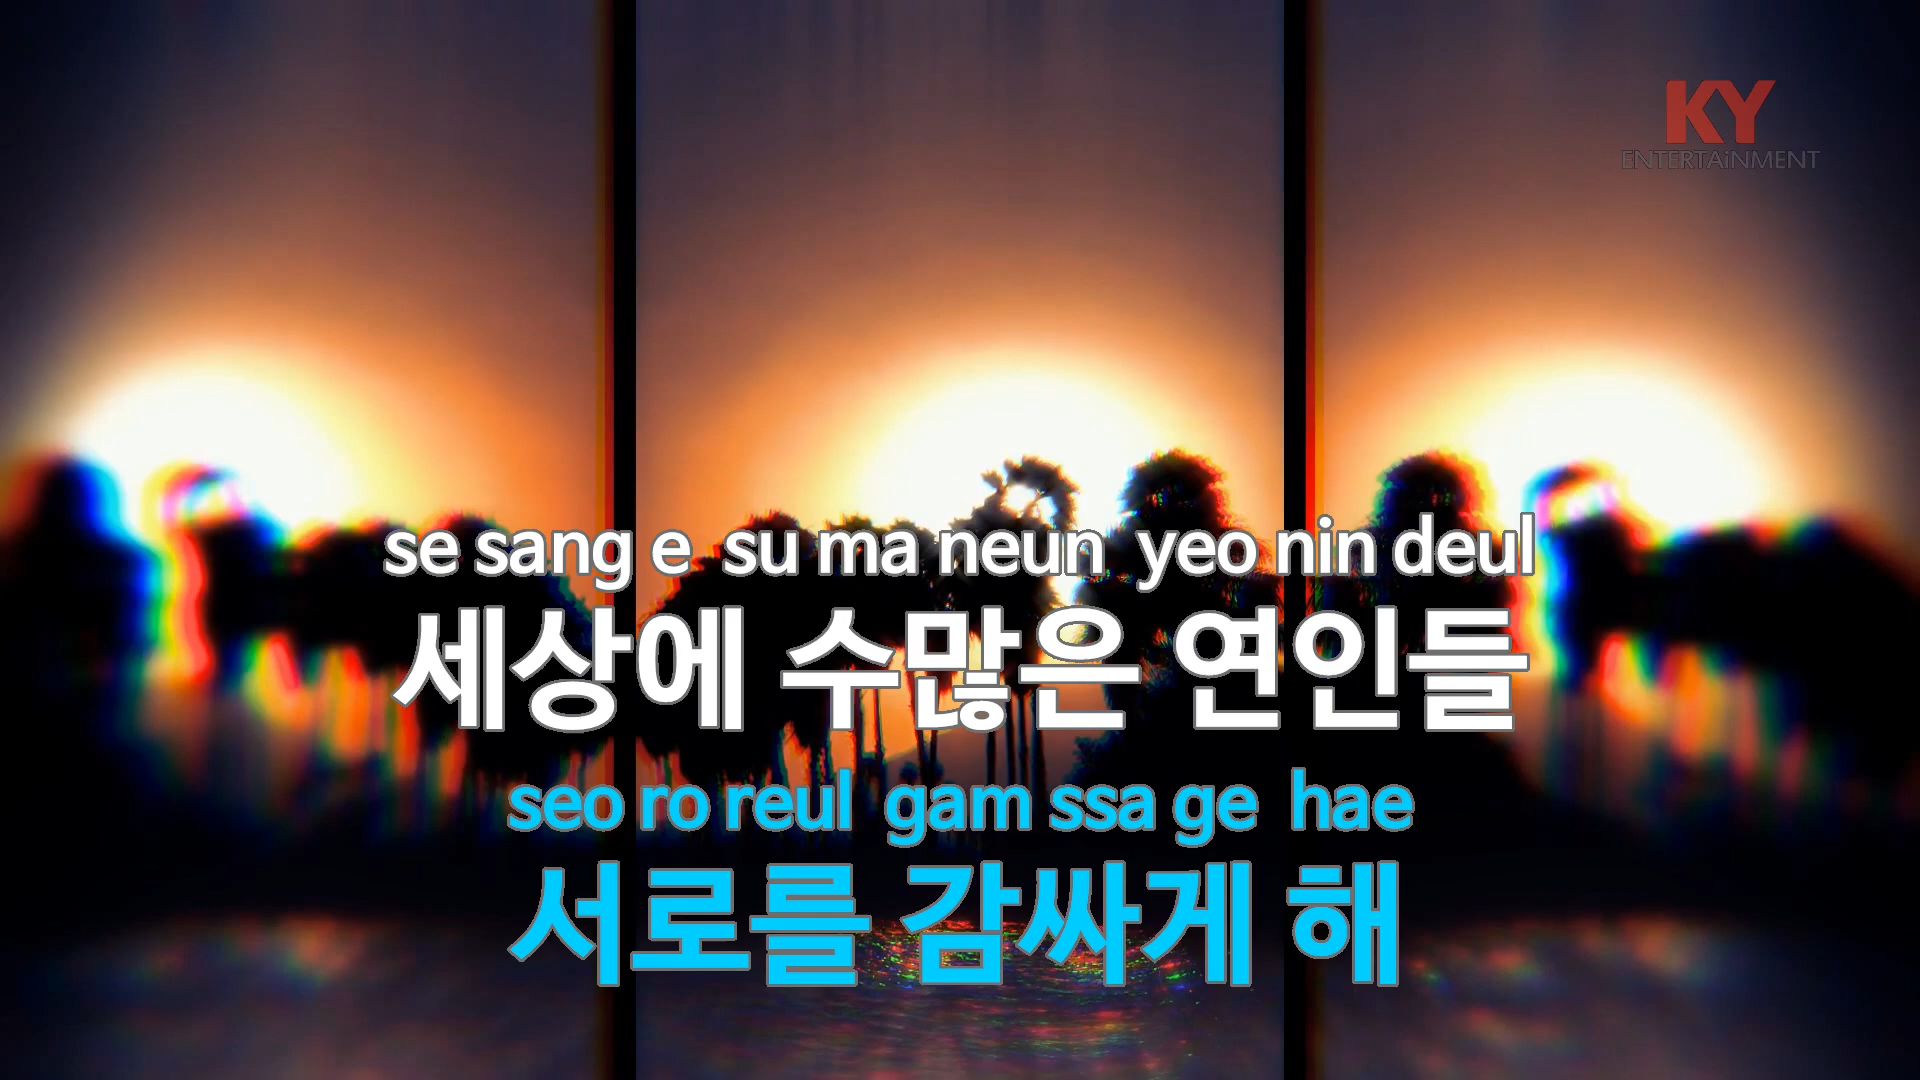 KY
ENTERTAiNMENT
se sang e su ma neun yeo nin deul
세상에 수많은 연인들
seo ro reul gam ssa ge hae
서로를 감싸게 해